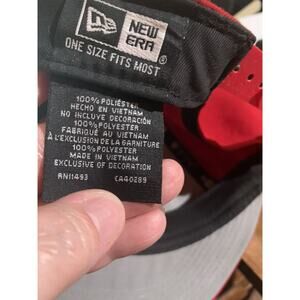 NEW
ERA®
ONE SIZE FITS MOST
100% POLIÉSTER
HECHO EN VIETNAM
NO INCLUYE DECORACIÓN
100% POLYESTER
FABRIQUÉ AU VIETNAM
À L'EXCLUSION DE LA GARNITURE
100% POLYESTER
MADE IN VIETNAM
EXCLUSIVE OF DECORATION
RN11493 CA40289